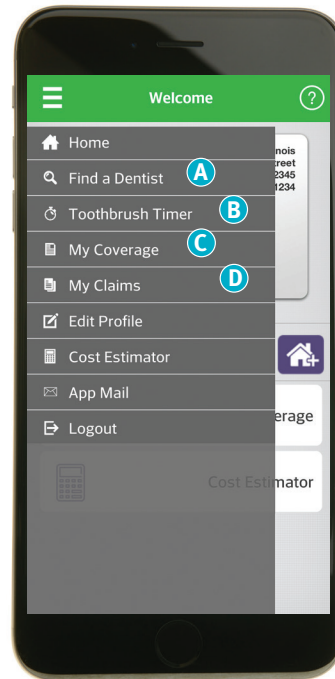 Welcome ?
Home
nois
Find a Dentist A
treet
2345
Toothbrush Timer B
1234
My Coverage C
My Claims D
Edit Profile
Cost Estimator
App Mail
erage
Logout
Cost Estimator